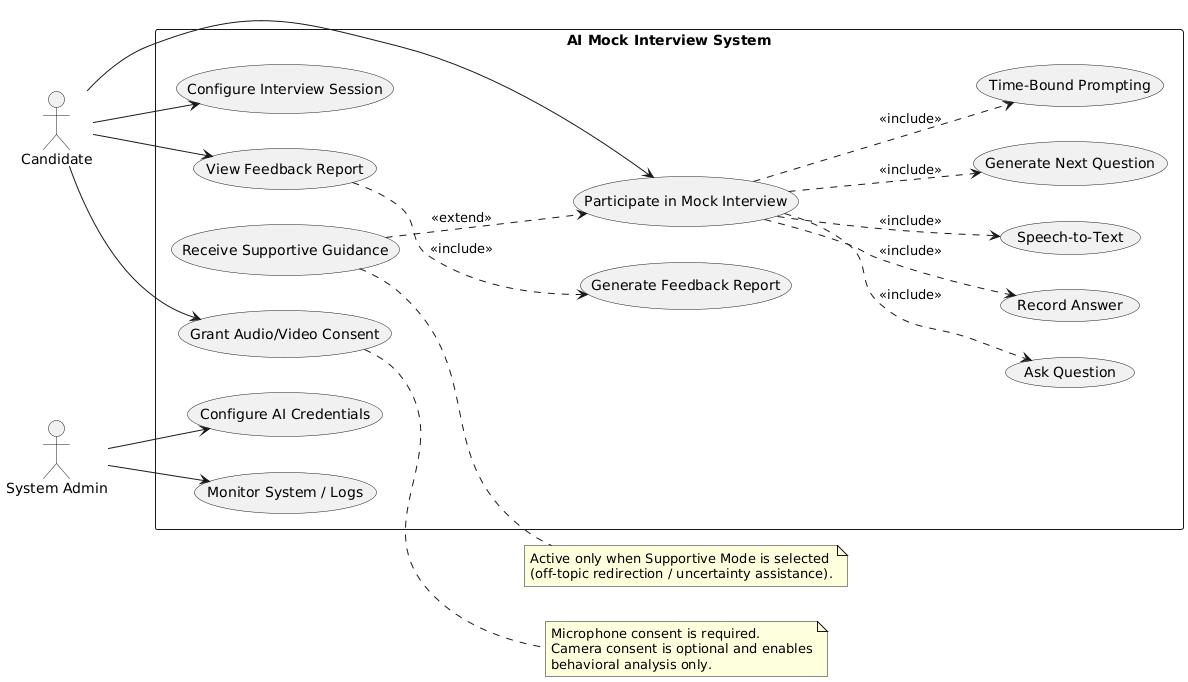 AI Mock Interview System
Configure Interview Session
Time-Bound Prompting
«include»
Candidate
View Feedback Report
Generate Next Question
«include»
Participate in Mock Interview
«extend»
«include»
Speech-to-Text
Receive Supportive Guidance
«include»
«include»
Generate Feedback Report
«include»
Record Answer
Grant Audio/Video Consent
Ask Question
Configure AI Credentials
System Admin
Monitor System / Logs
Active only when Supportive Mode is selected
(off-topic redirection / uncertainty assistance).
Microphone consent is required.
Camera consent is optional and enables
behavioral analysis only.